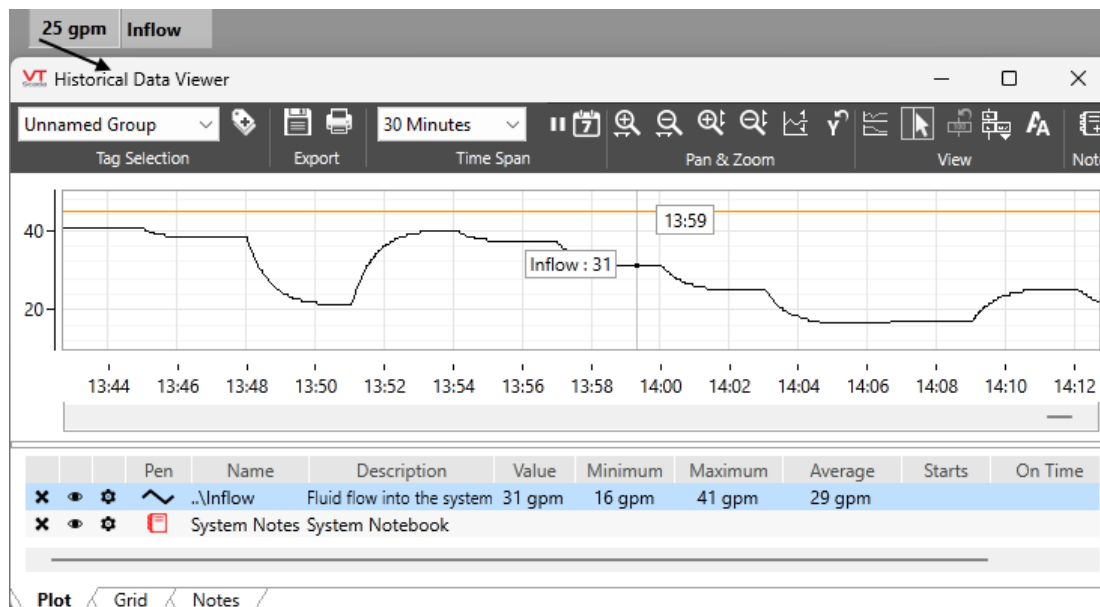 25 gpm Inflow
VTScada Historical Data Viewer
Unnamed Group 30 Minutes 7
Tag Selection Export Time Span Pan & Zoom View Not
13:59
40
Inflow : 31
20
13:44 13:46 13:48 13:50 13:52 13:54 13:56 13:58 14:00 14:02 14:04 14:06 14:08 14:10 14:12
Pen Name Description Value Minimum Maximum Average Starts On Time
..\Inflow Fluid flow into the system 31 gpm 16 gpm 41 gpm 29 gpm
System Notes System Notebook
Plot Grid Notes